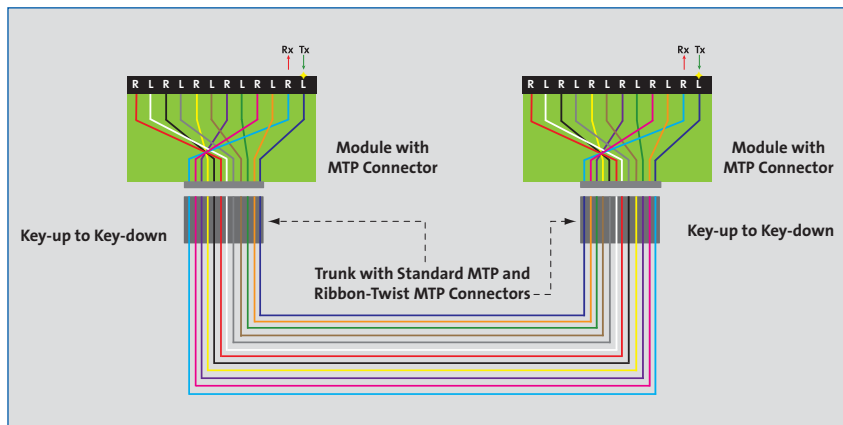 Rx Tx
Rx Tx
R L R L R L R L R L R L
R L R L R L R L R L R L
Module with
MTP Connector
Module with
MTP Connector
Key-up to Key-down
Key-up to Key-down
Trunk with Standard MTP and
Ribbon-Twist MTP Connectors